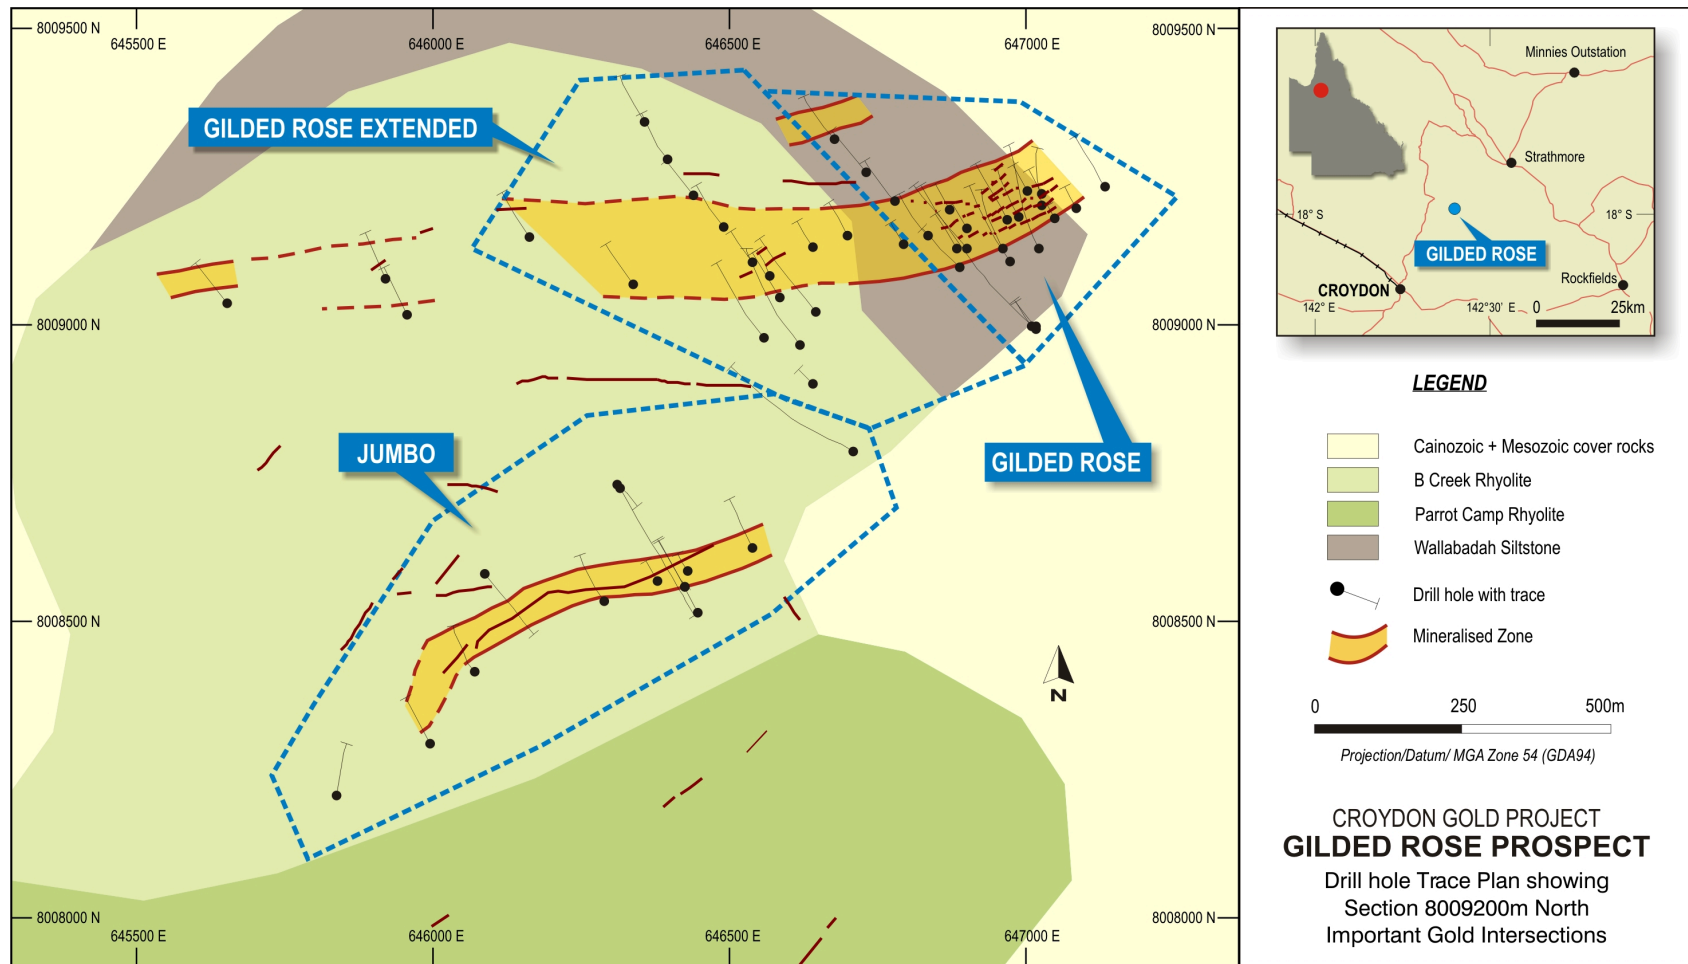 8009500 N
645500 E
646000 E
646500 E
647000 E
8009500 N
GILDED ROSE EXTENDED
8009000 N
8009000 N
JUMBO
GILDED ROSE
8008500 N
8008500 N
N
8008000 N
8008000 N
645500 E
646000 E
646500 E
647000 E
Minnies Outstation
Strathmore
18° S
18° S
GILDED ROSE
Rockfields
CROYDON
142° E
142°30' E
0
25km
LEGEND
Cainozoic + Mesozoic cover rocks
B Creek Rhyolite
Parrot Camp Rhyolite
Wallabadah Siltstone
Drill hole with trace
Mineralised Zone
0
250
500m
Projection/Datum/ MGA Zone 54 (GDA94)
CROYDON GOLD PROJECT
GILDED ROSE PROSPECT
Drill hole Trace Plan showing
Section 8009200m North
Important Gold Intersections